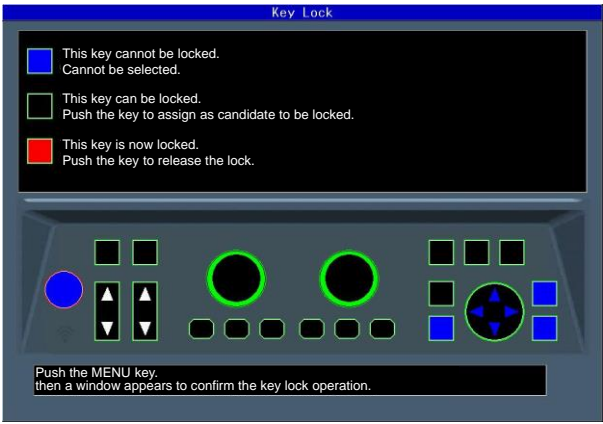 Key Lock
This key cannot be locked.
Cannot be selected.
This key can be locked.
Push the key to assign as candidate to be locked.
This key is now locked.
Push the key to release the lock.
Push the MENU key.
then a window appears to confirm the key lock operation.